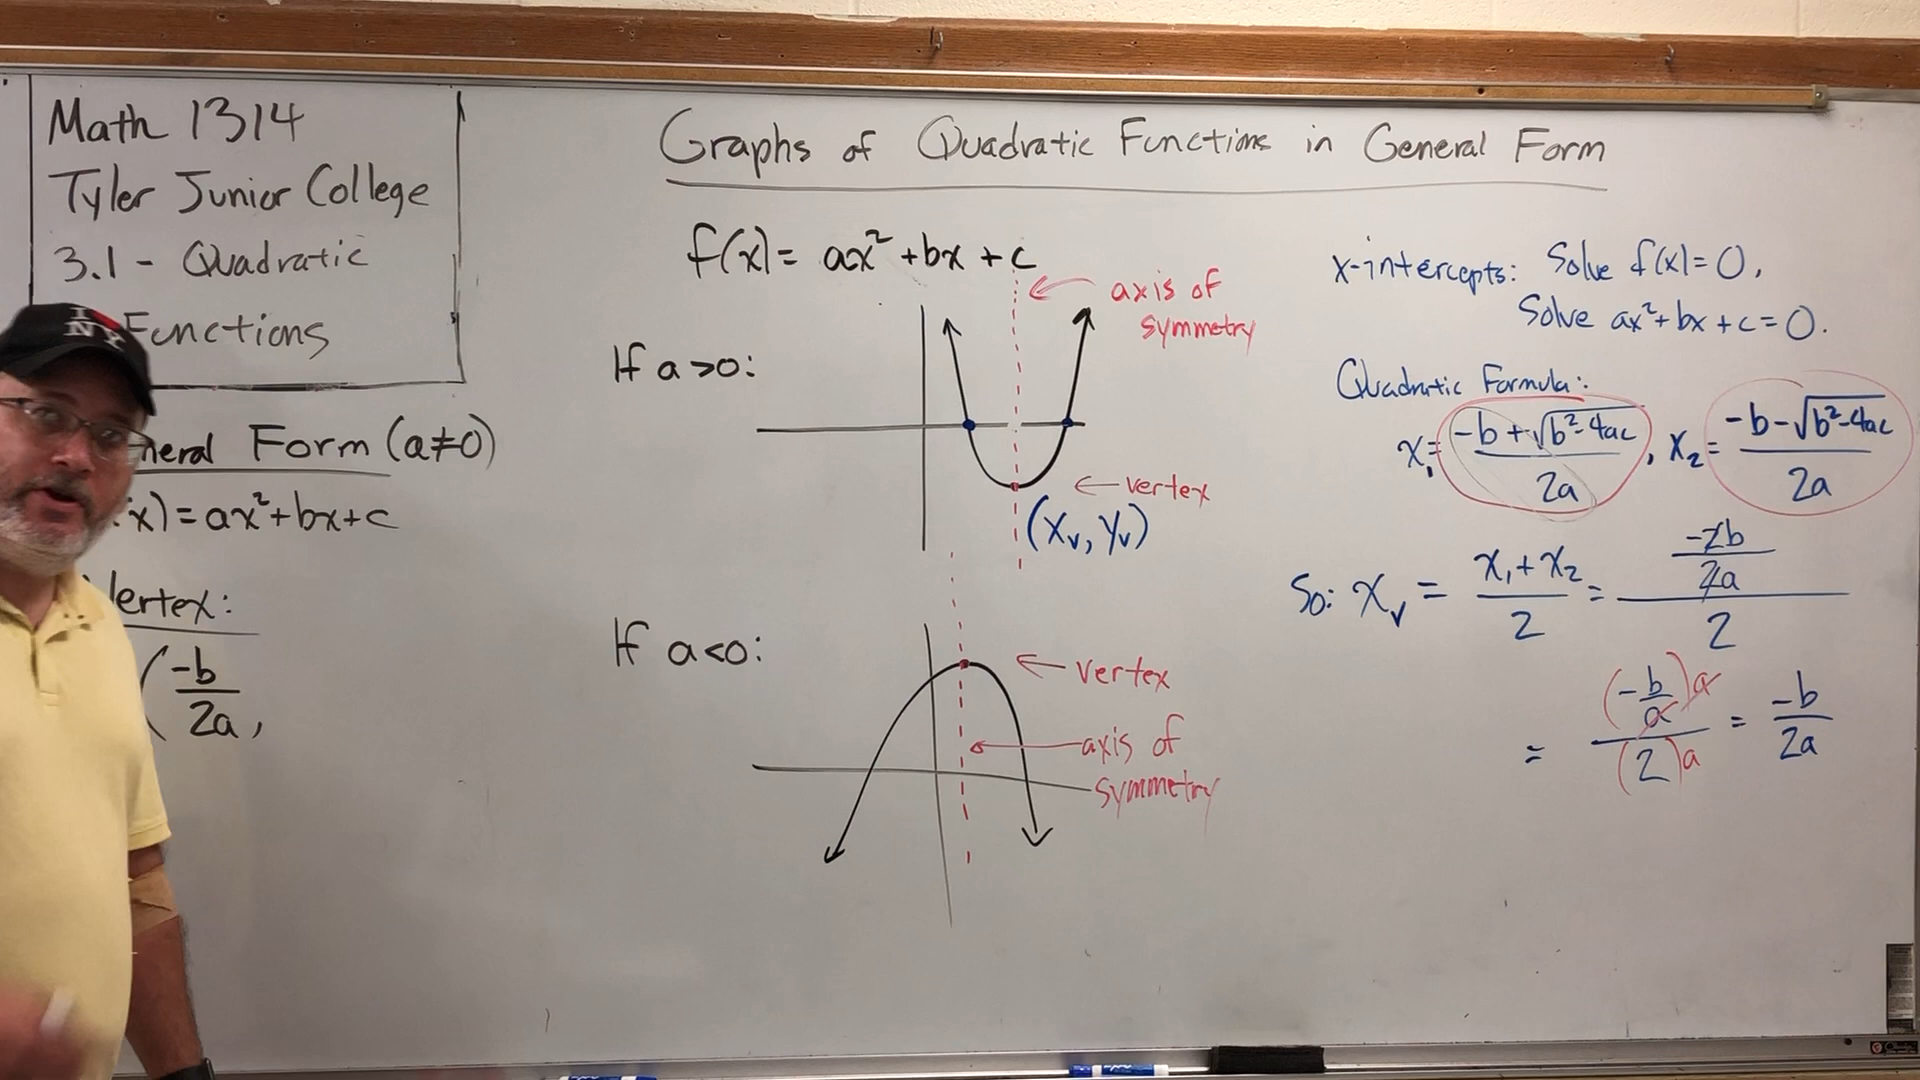 Math 1314
Tyler Junior College
3.1 - Quadratic
Functions
I ♥
NY
neral Form (a≠0)
x) = ax²+bx+c
Vertex:
(-b/2a,
Graphs of Quadratic Functions in General Form
f(x) = ax² + bx + c
axis of
symmetry
If a > 0:
vertex
(xᵥ, yᵥ)
If a < 0:
vertex
axis of
symmetry
x-intercepts: Solve f(x) = 0,
Solve ax² + bx + c = 0.
Quadratic Formula:
x₁ = (-b + √(b² - 4ac))/2a, x₂ = (-b - √(b² - 4ac))/2a
So: xᵥ = (x₁ + x₂)/2 = (-2b/2a)/2
= (-b/a)a/(2)a = -b/2a